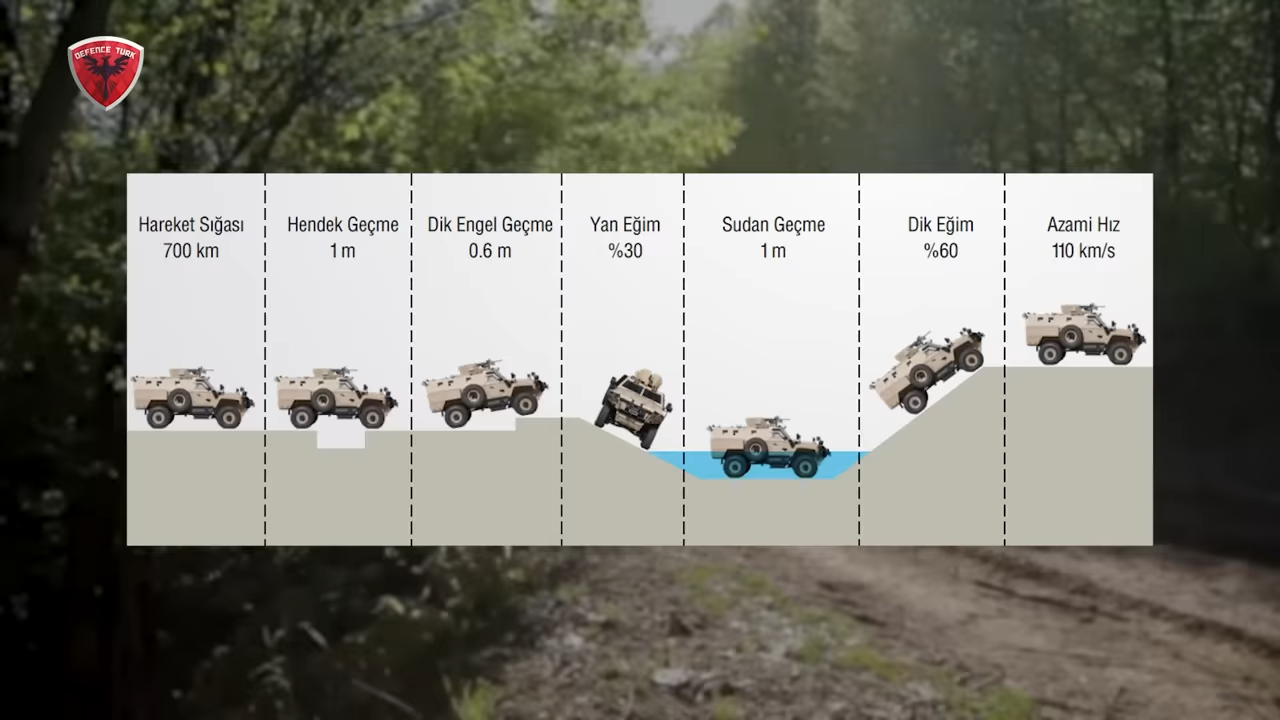 DEFENCE TURK
Hareket Sığası
700 km
Hendek Geçme
1 m
Dik Engel Geçme
0.6 m
Yan Eğim
%30
Sudan Geçme
1 m
Dik Eğim
%60
Azami Hız
110 km/s